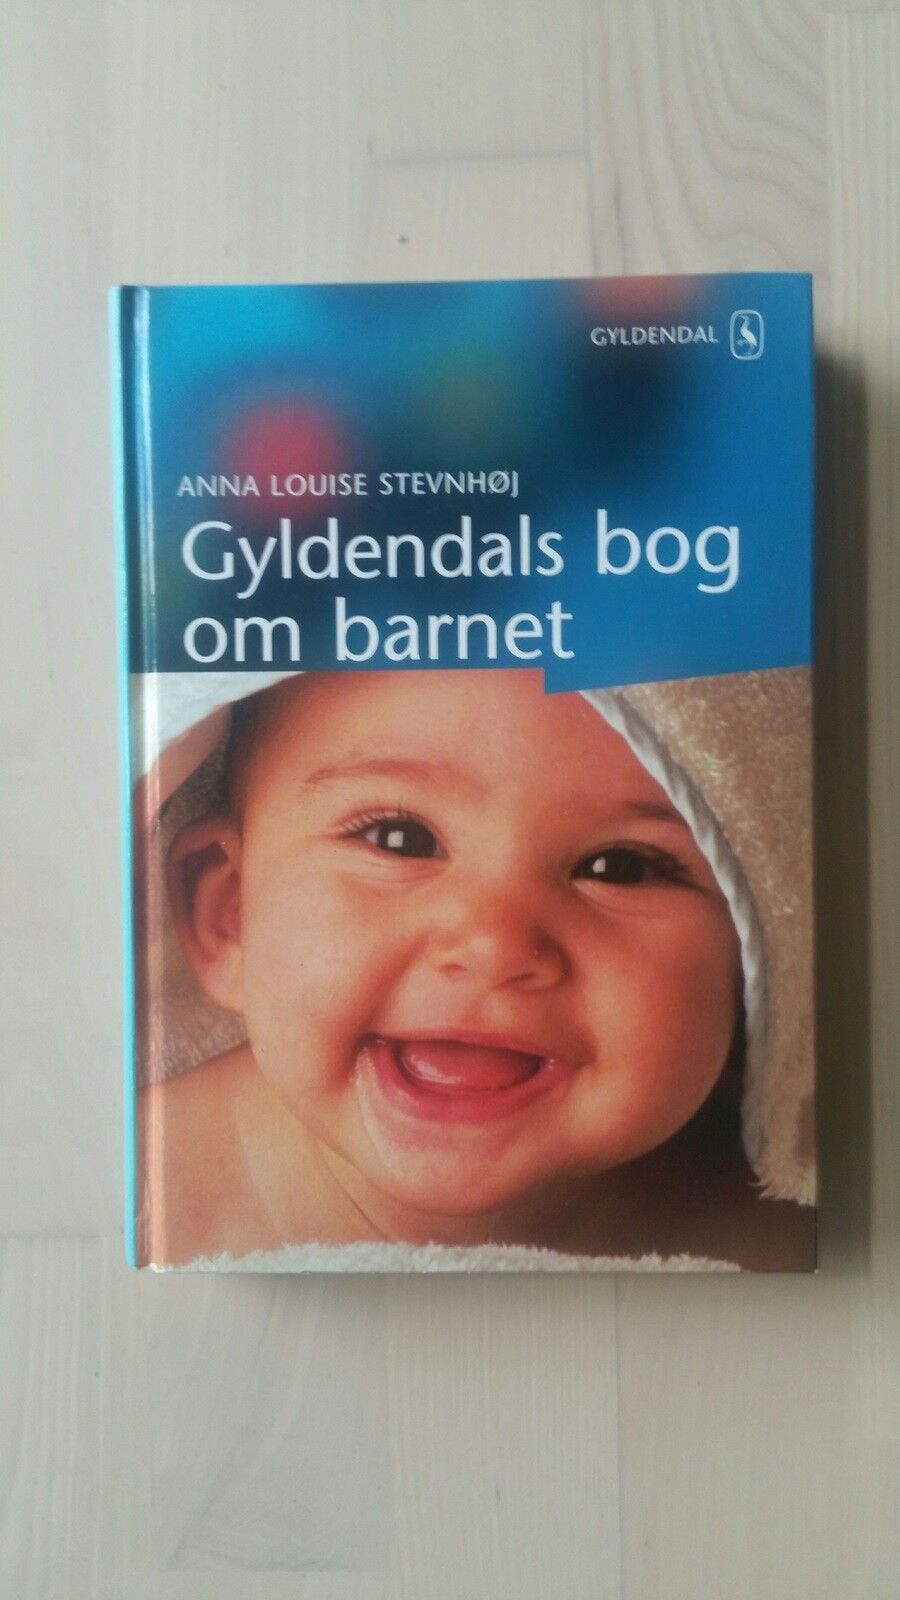 GYLDENDAL
ANNA LOUISE STEVNHØJ
Gyldendals bog
om barnet